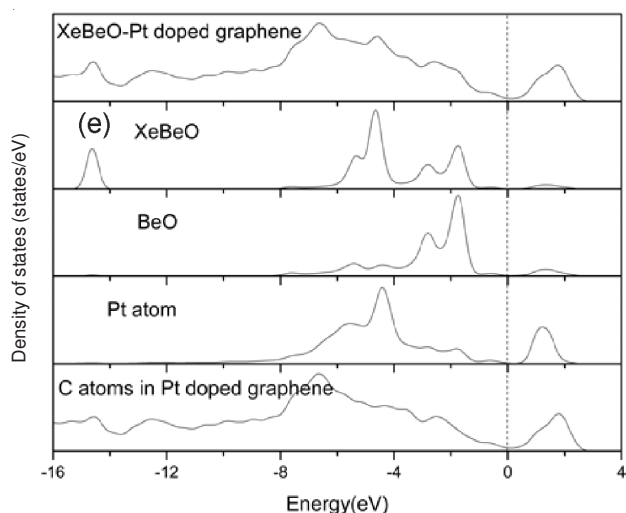 XeBeO-Pt doped graphene
(e)
XeBeO
BeO
Pt atom
C atoms in Pt doped graphene
Density of states (states/eV)
-16 -12 -8 -4 0 4
Energy(eV)